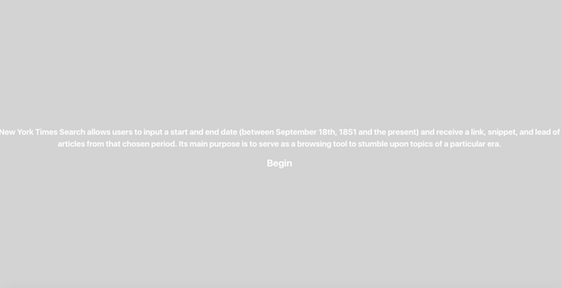 New York Times Search allows users to input a start and end date (between September 18th, 1851 and the present) and receive a link, snippet, and lead of
articles from that chosen period. Its main purpose is to serve as a browsing tool to stumble upon topics of a particular era.
Begin